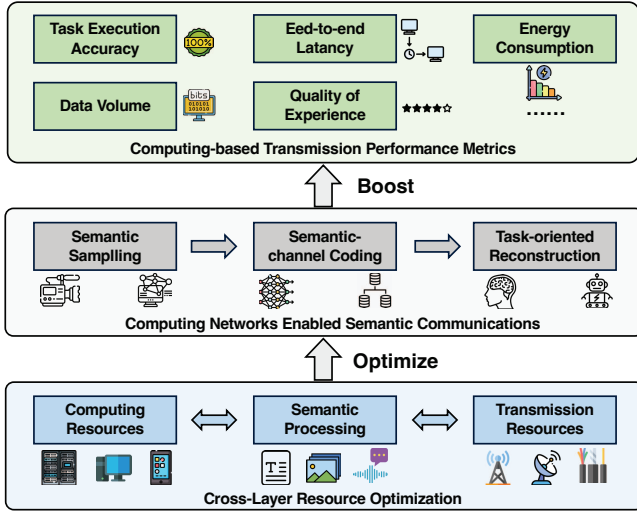 Task Execution
Accuracy
100%
Eed-to-end
Latancy
Energy
Consumption
Data Volume
bits
010101
101010
Quality of
Experience
......
Computing-based Transmission Performance Metrics
Boost
Semantic
Samplling
Semantic-
channel Coding
Task-oriented
Reconstruction
Computing Networks Enabled Semantic Communications
Optimize
Computing
Resources
Semantic
Processing
Transmission
Resources
T
Cross-Layer Resource Optimization